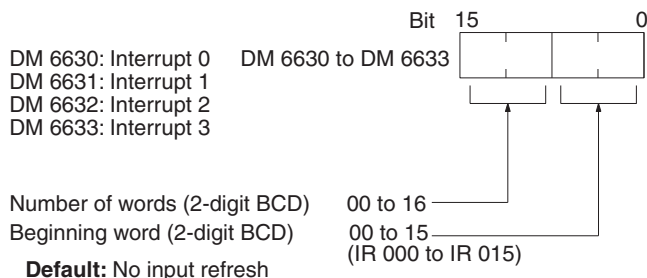 Bit 15 0
DM 6630: Interrupt 0 DM 6630 to DM 6633
DM 6631: Interrupt 1
DM 6632: Interrupt 2
DM 6633: Interrupt 3
Number of words (2-digit BCD) 00 to 16
Beginning word (2-digit BCD) 00 to 15
(IR 000 to IR 015)
Default: No input refresh